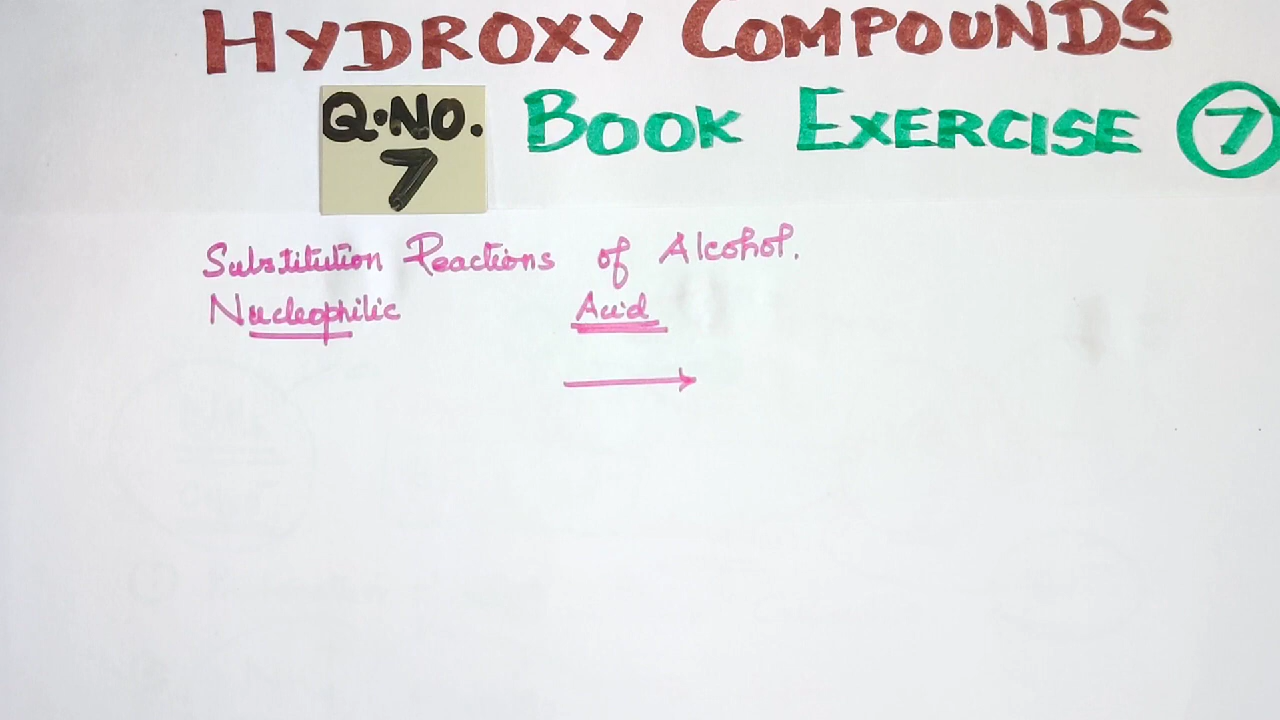 HYDROXY COMPOUNDS
Q.NO. 7
BOOK EXERCISE 7
Substitution Reactions of Alcohol.
Nucleophilic Acid